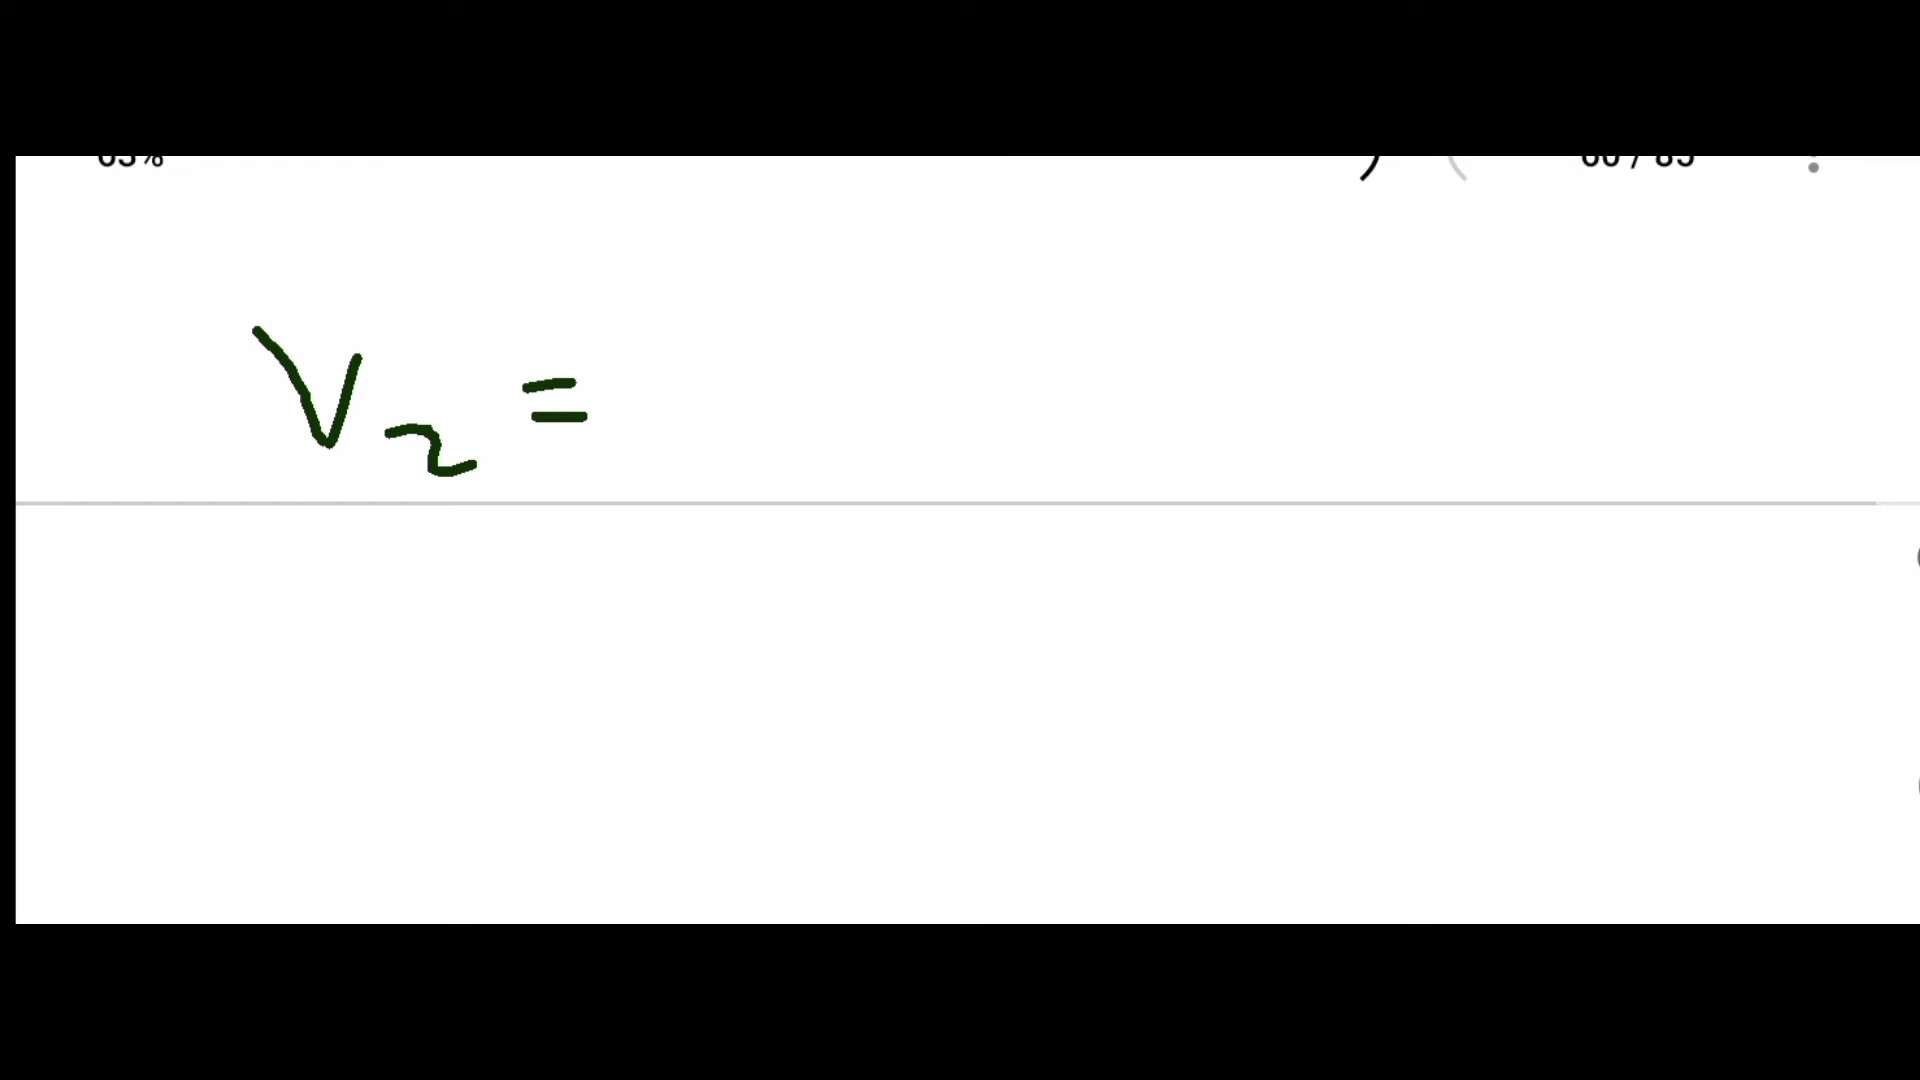 V₂ =